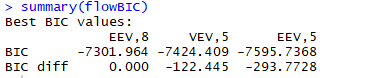 > summary(flowBIC)
Best BIC values:
             EEV,8     VEV,5      EEV,5
BIC      -7301.964 -7424.409 -7595.7368
BIC diff     0.000  -122.445  -293.7728